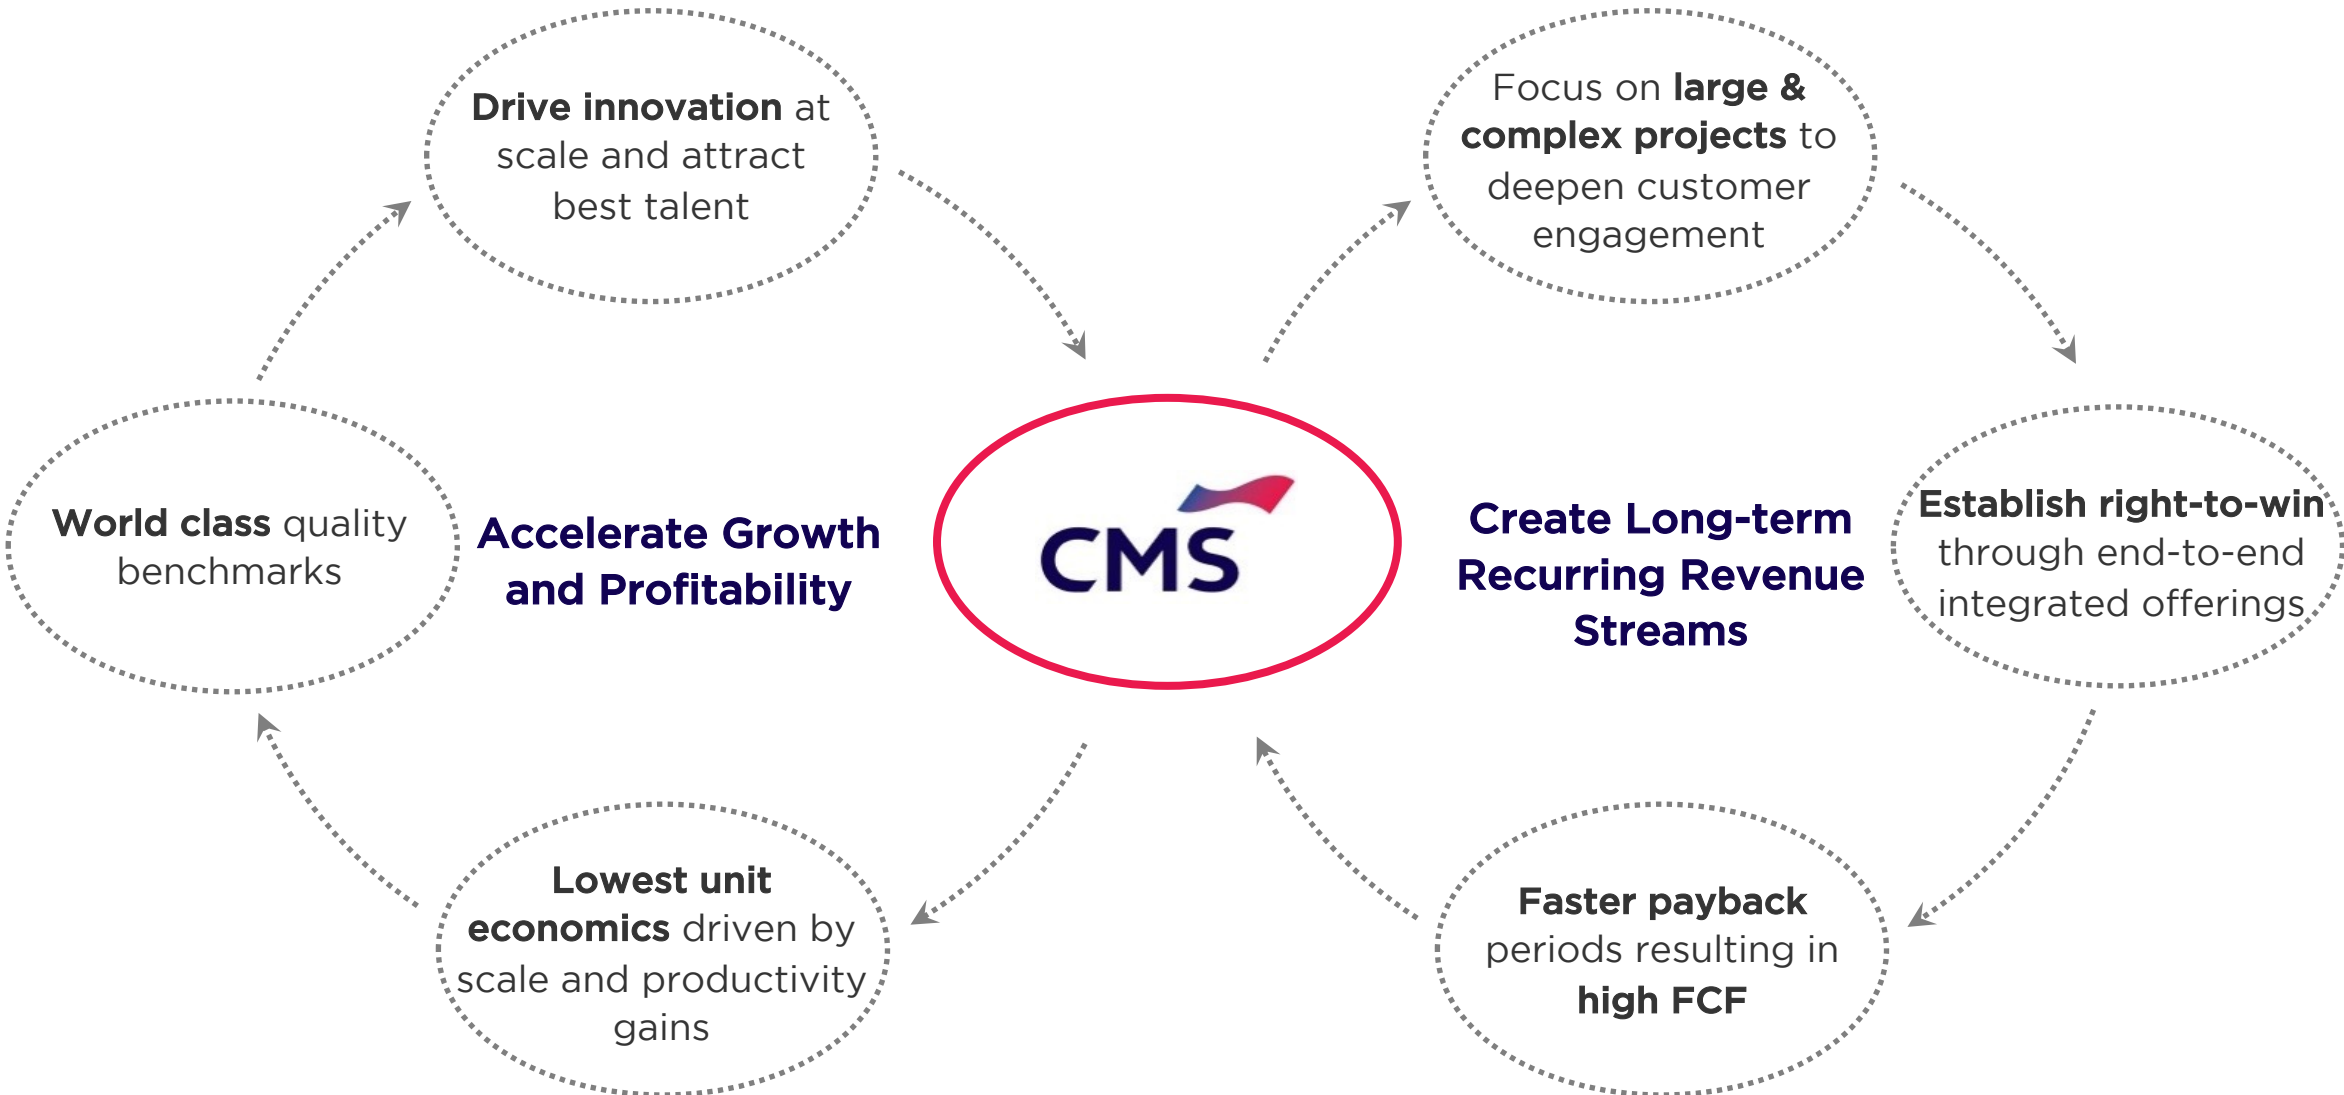 Drive innovation at
scale and attract
best talent
Focus on large &
complex projects to
deepen customer
engagement
World class quality
benchmarks
Accelerate Growth
and Profitability
CMS
Create Long-term
Recurring Revenue
Streams
Establish right-to-win
through end-to-end
integrated offerings
Lowest unit
economics driven by
scale and productivity
gains
Faster payback
periods resulting in
high FCF